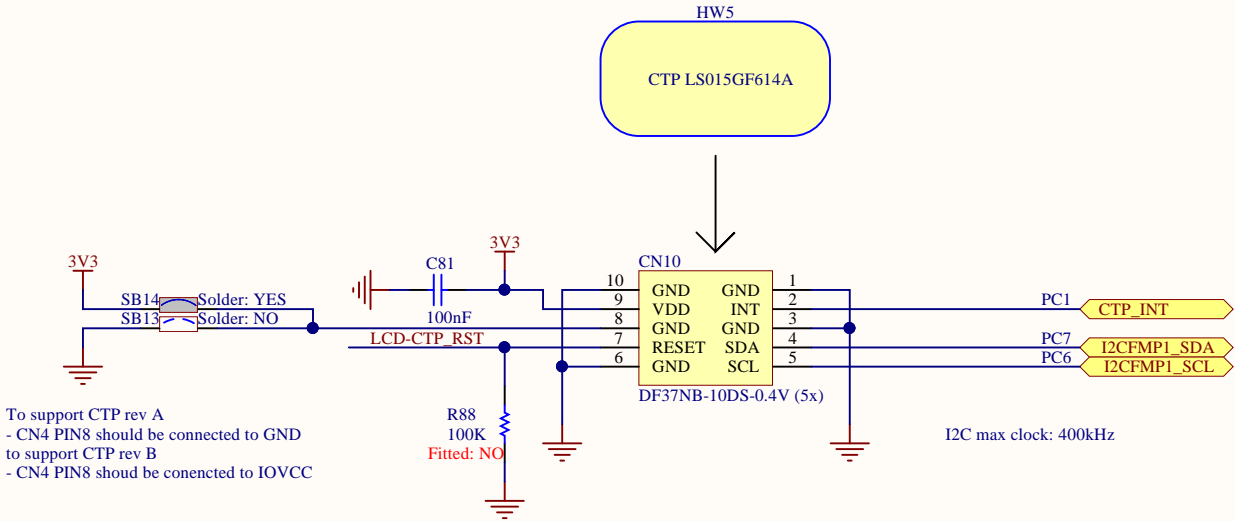 HW5
CTP LS015GF614A
3V3
3V3
C81
100nF
CN10
SB14
Solder: YES
SB13
Solder: NO
LCD-CTP_RST
10 GND GND 1
9 VDD INT 2
8 GND GND 3
7 RESET SDA 4
6 GND SCL 5
DF37NB-10DS-0.4V (5x)
PC1
CTP_INT
PC7
I2CFMP1_SDA
PC6
I2CFMP1_SCL
R88
100K
Fitted: NO
I2C max clock: 400kHz
To support CTP rev A
- CN4 PIN8 should be connected to GND
to support CTP rev B
- CN4 PIN8 shoud be conencted to IOVCC